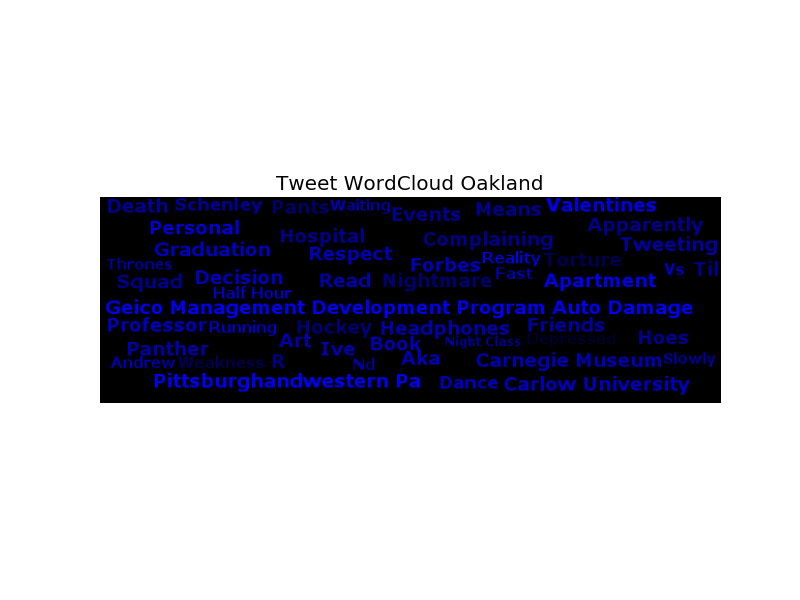 Tweet WordCloud Oakland
Death Schenley Pants Waiting Events Means Valentines
Personal Hospital Complaining Apparently
Graduation Respect Tweeting
Thrones Forbes Reality Torture Vs Til
Squad Decision Read Nightmare Fast Apartment
Half Hour
Geico Management Development Program Auto Damage
Professor Running Hockey Headphones Friends
Panther Art Ive Book Night Class Depressed Hoes
Andrew Weakness R Nd Aka Carnegie Museum Slowly
Pittsburghandwestern Pa Dance Carlow University